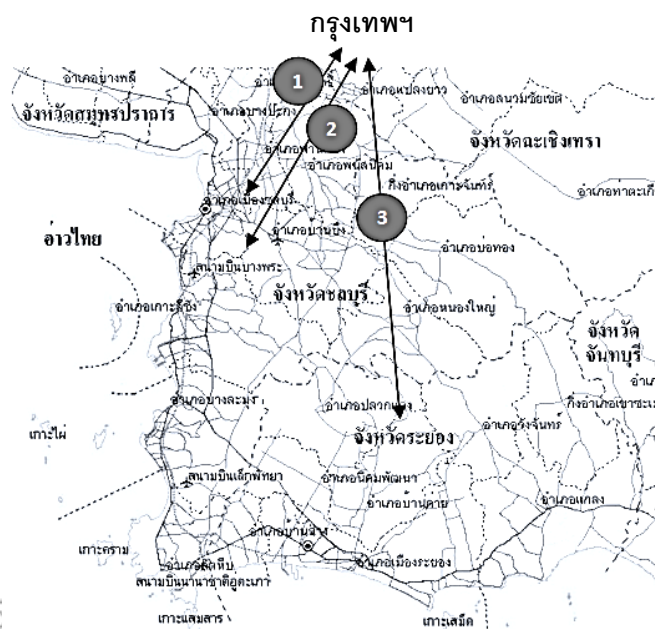 กรุงเทพฯ
1
อำเภอบางพลี
อำเภอแปลงยาว
อำเภอสนามชัยเขต
จังหวัดสมุทรปราการ
อำเภอบางปะกง
2
จังหวัดฉะเชิงเทรา
อำเภอพนัสนิคม
กิ่งอำเภอเกาะจันทร์
อำเภอท่าตะเกี
อำเภอเมืองชลบุรี
3
อ่าวไทย
อำเภอบ้านบึง
อำเภอบ่อทอง
สนามบินบางพระ
จังหวัดชลบุรี
อำเภอเกาะสีชัง
อำเภอหนองใหญ่
จังหวัด
จันทบุรี
อำเภ
อำเภอบางละมุง
อำเภอปลวกแดง
กิ่งอำเภอเขาชะเม
เกาะไผ่
จังหวัดระยอง
อำเภอวังจันทร์
สนามบินเล็กพัทยา
อำเภอนิคมพัฒนา
อำเภอบ้านค่าย
อำเภอแกลง
เกาะคราม
อำเภอบ้านฉาง
อำเภอเมืองระยอง
อำเภอสัตหีบ
สนามบินนานาชาติอู่ตะเภา
เกาะแสมสาร
เกาะเสม็ด